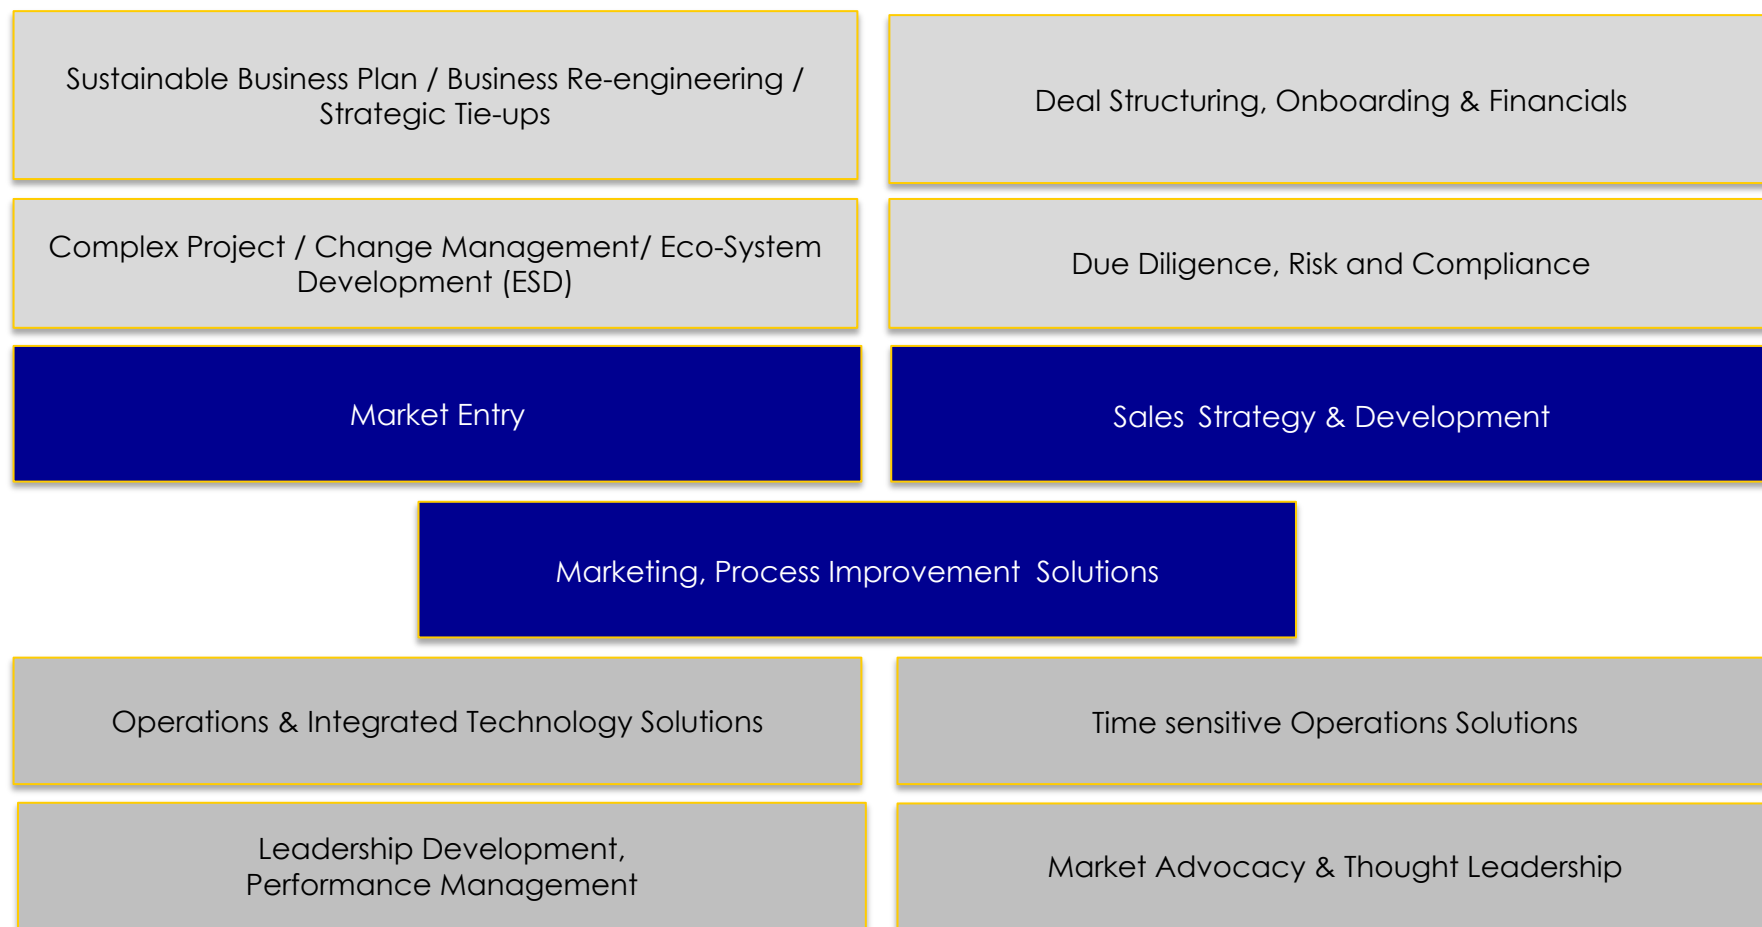 Sustainable Business Plan / Business Re-engineering /
Strategic Tie-ups
Deal Structuring, Onboarding & Financials
Complex Project / Change Management/ Eco-System
Development (ESD)
Due Diligence, Risk and Compliance
Market Entry
Sales Strategy & Development
Marketing, Process Improvement Solutions
Operations & Integrated Technology Solutions
Time sensitive Operations Solutions
Leadership Development,
Performance Management
Market Advocacy & Thought Leadership